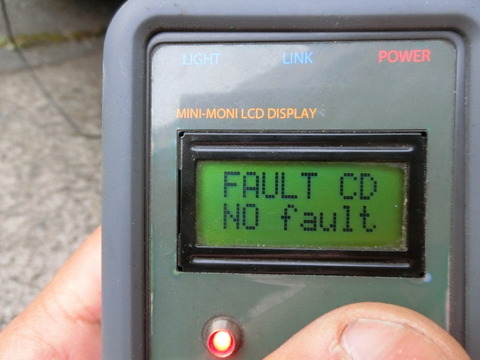 LIGHT LINK POWER
MINI-MONI LCD DISPLAY
FAULT CD
NO fault